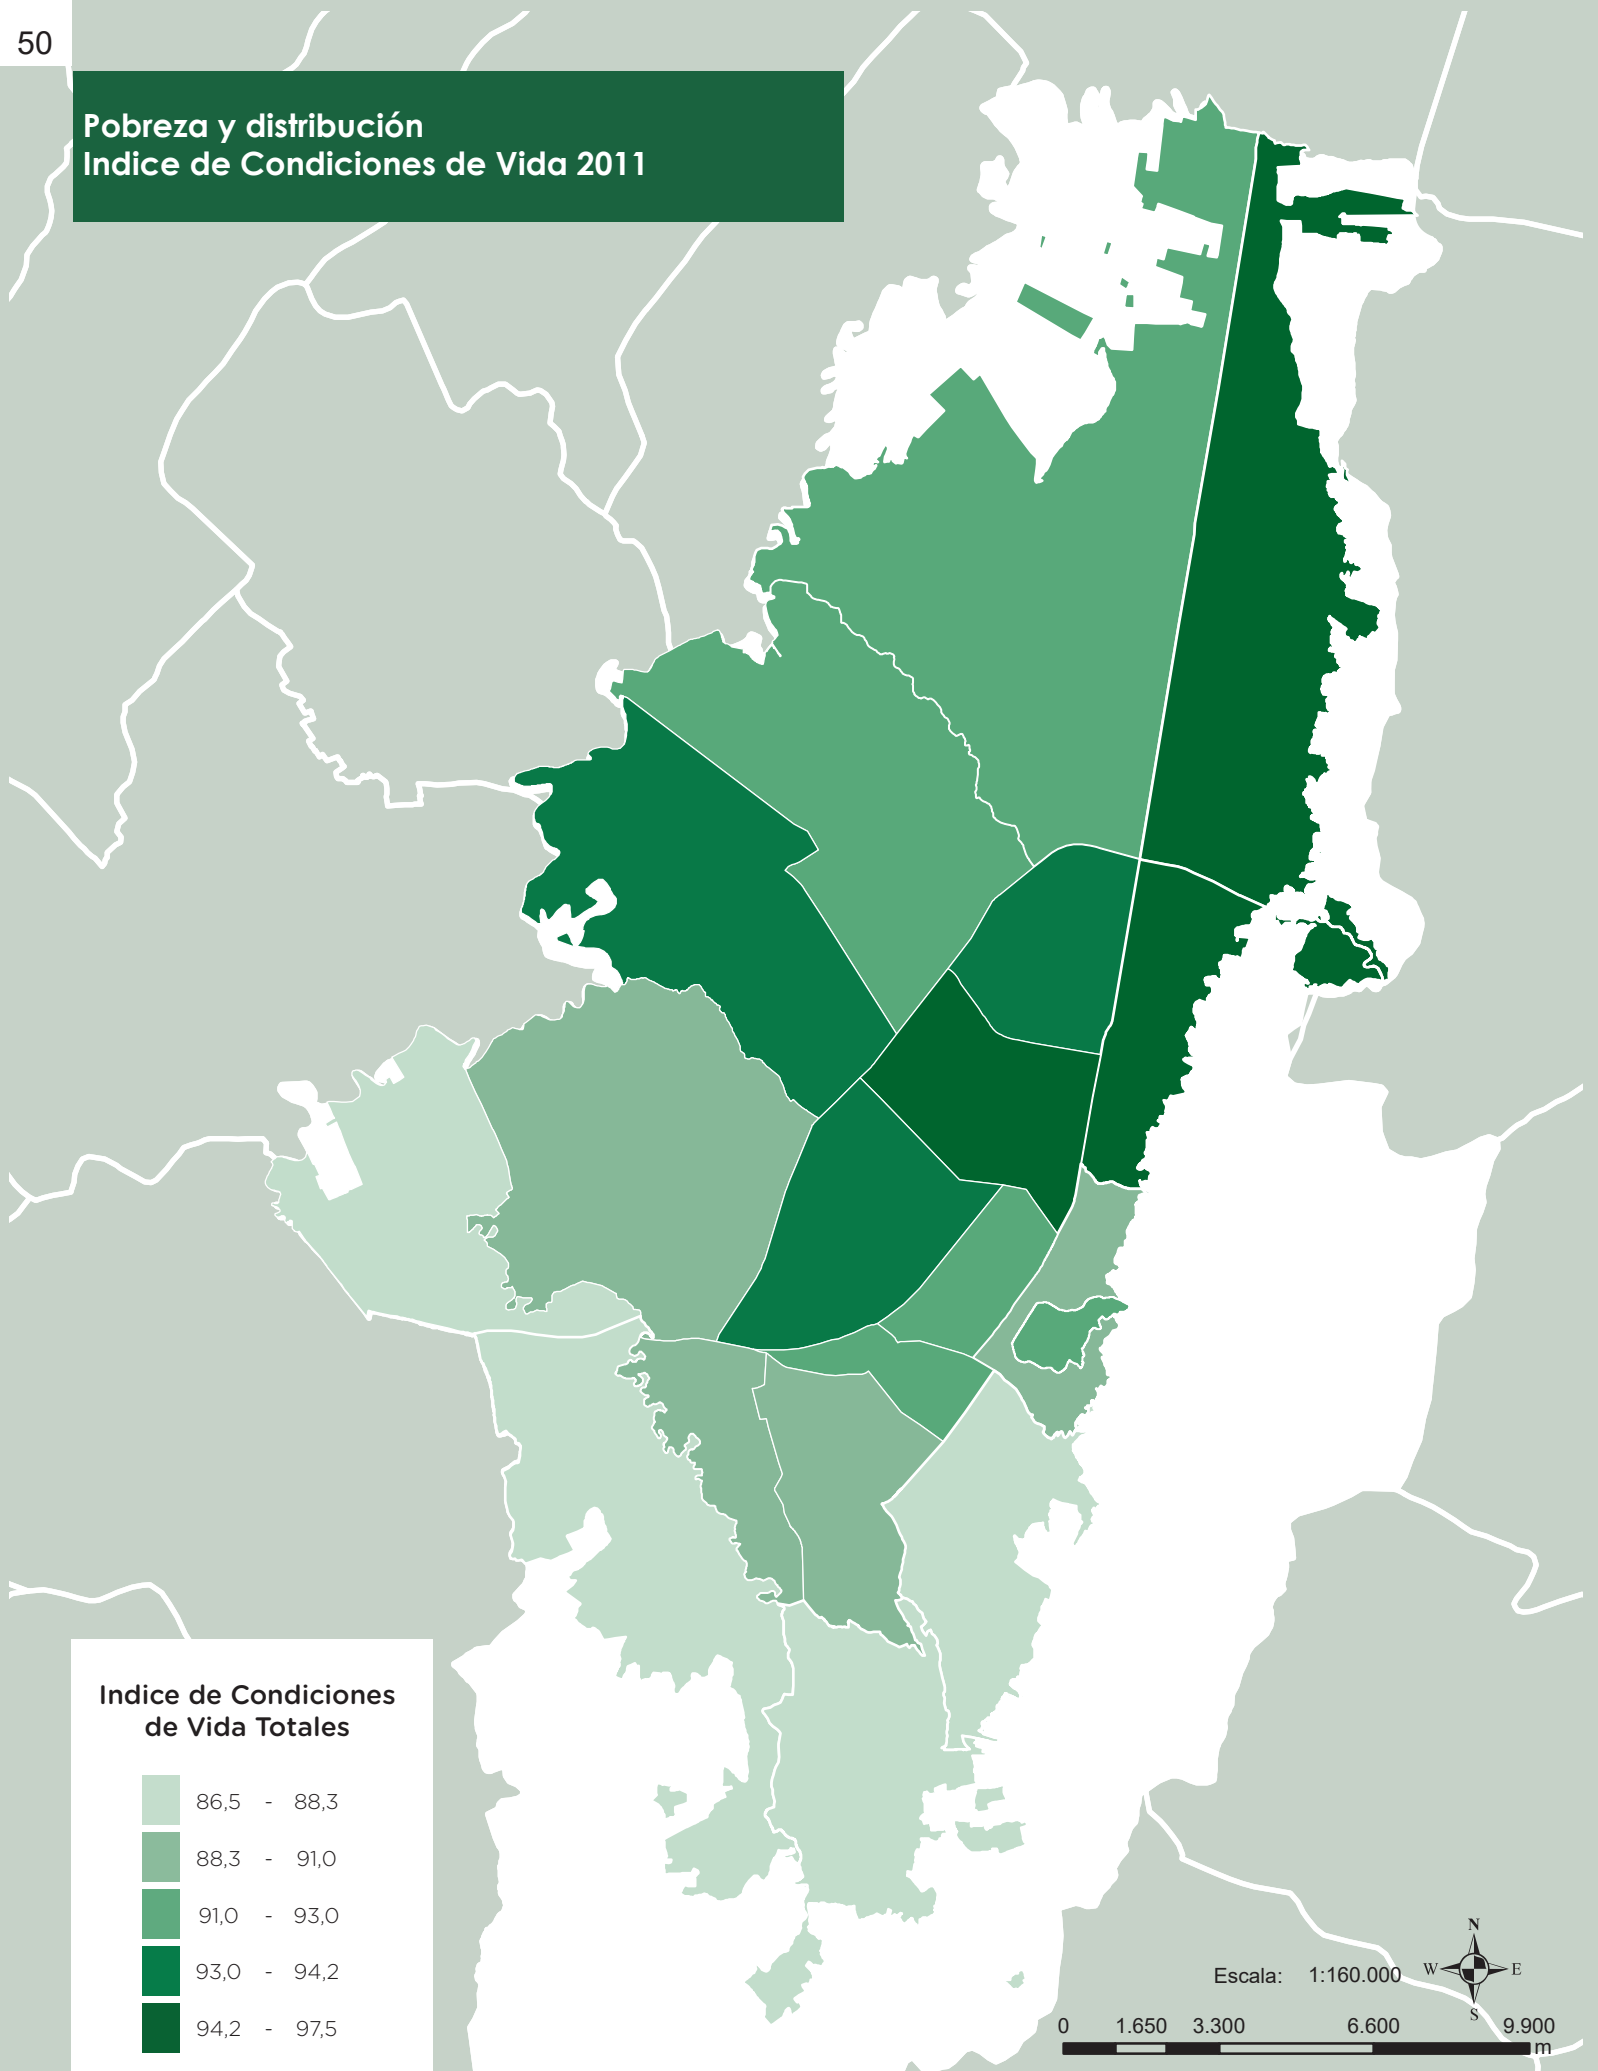 50
Pobreza y distribución
Indice de Condiciones de Vida 2011
Indice de Condiciones
de Vida Totales
86,5 - 88,3
88,3 - 91,0
91,0 - 93,0
93,0 - 94,2
94,2 - 97,5
Escala: 1:160.000
N
W E
S
0 1.650 3.300 6.600 9.900
m